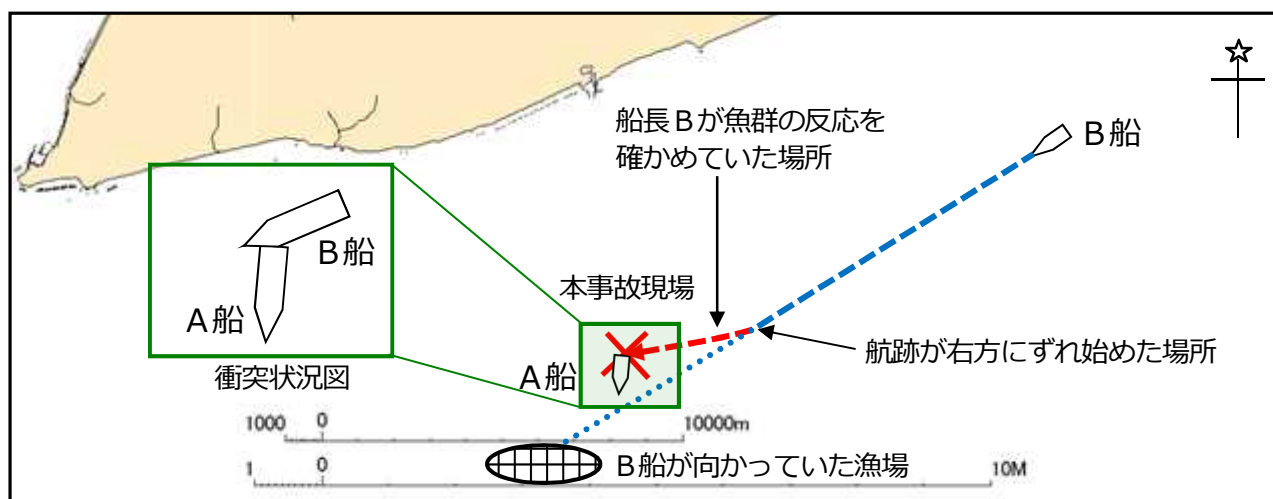 船長Ｂが魚群の反応を
確かめていた場所
Ｂ船
Ｂ船
Ａ船
衝突状況図
本事故現場
Ａ船
航跡が右方にずれ始めた場所
1000 0 10000m
Ｂ船が向かっていた漁場
1 0 10M